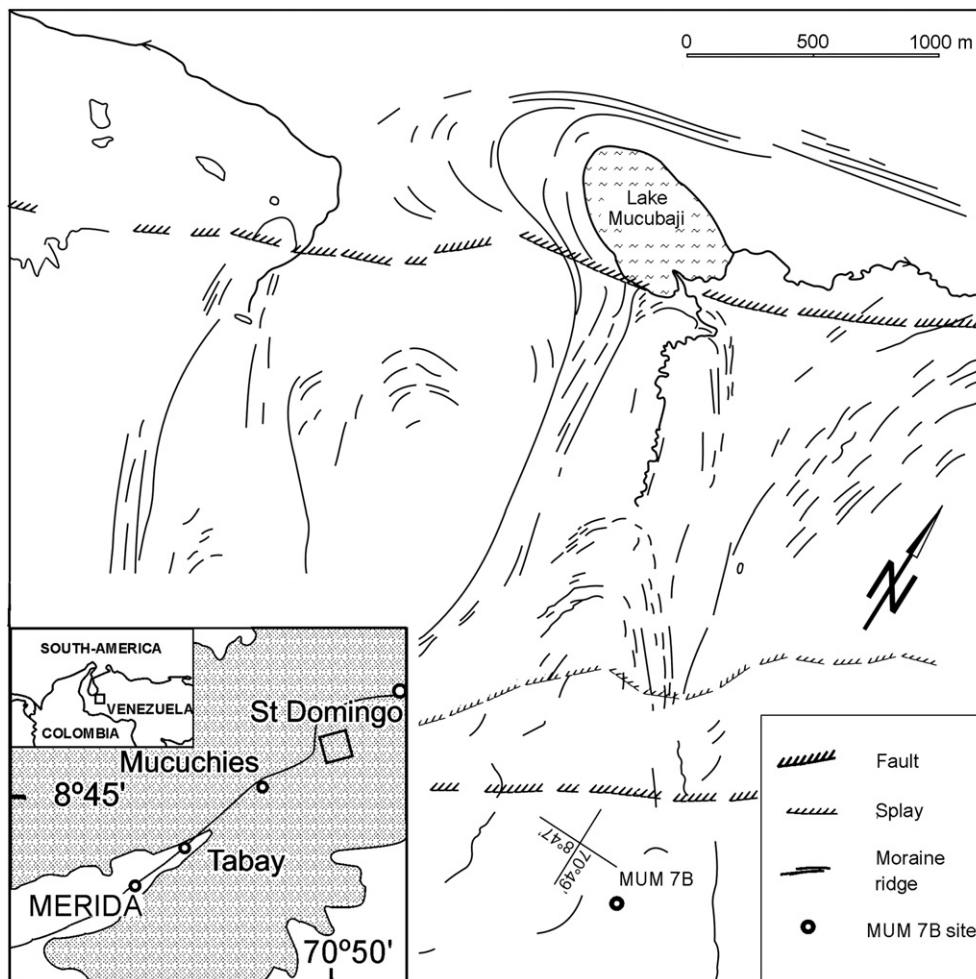 0 500 1000 m
Lake
Mucubaji
N
SOUTH-AMERICA
VENEZUELA
COLOMBIA
St Domingo
Mucuchies
8º45'
Tabay
MERIDA
70º50'
8º47'
70º49'
MUM 7B
Fault
Splay
Moraine
ridge
MUM 7B site